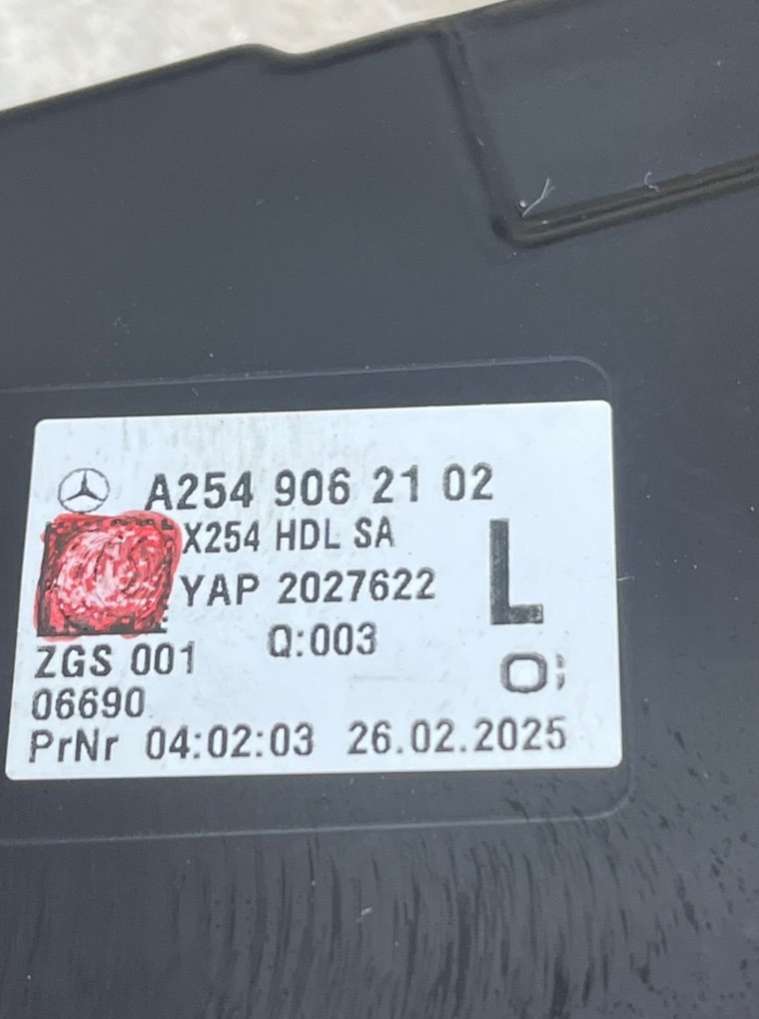 A254 906 21 02
X254 HDL SA
YAP 2027622
L
ZGS 001 Q:003
06690
PrNr 04:02:03 26.02.2025